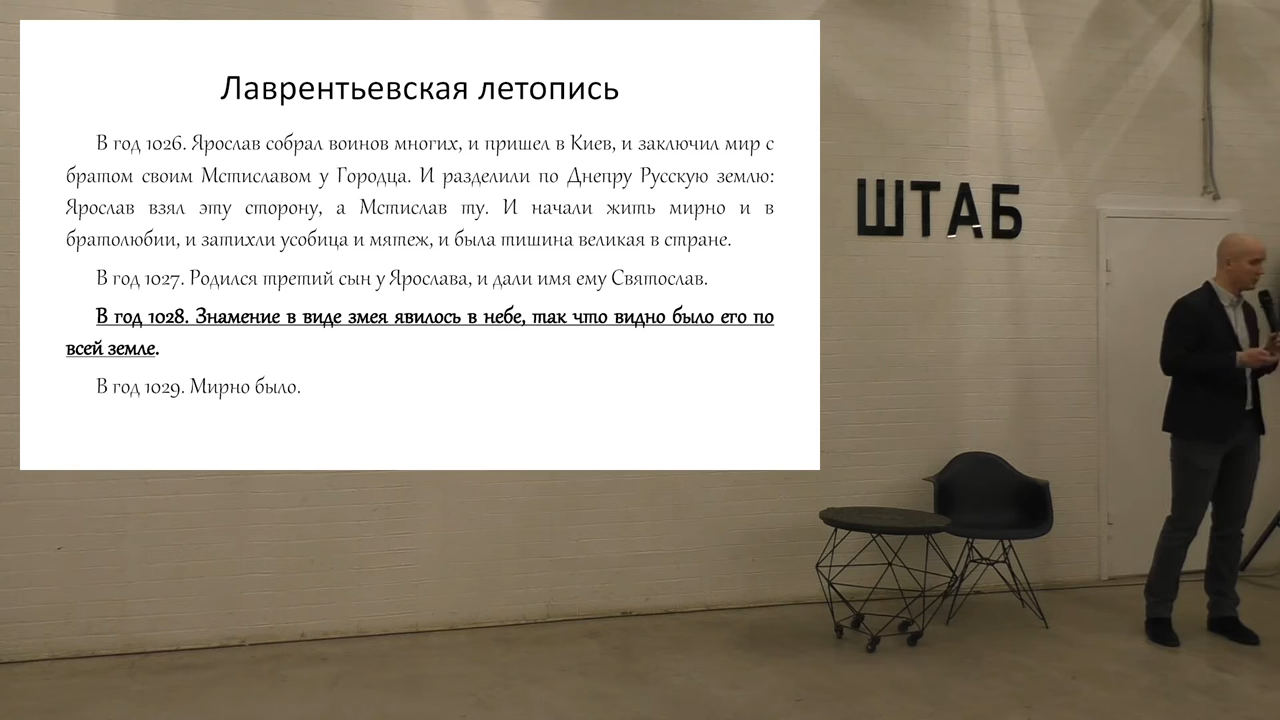 Лаврентьевская летопись
В год 1026. Ярослав собрал воинов многих, и пришел в Киев, и заключил мир с
братом своим Мстиславом у Городца. И разделили по Днепру Русскую землю:
Ярослав взял эту сторону, а Мстислав ту. И начали жить мирно и в
братолюбии, и затихли усобица и мятеж, и была тишина великая в стране.
В год 1027. Родился третий сын у Ярослава, и дали имя ему Святослав.
В год 1028. Знамение в виде змея явилось в небе, так что видно было его по
всей земле.
В год 1029. Мирно было.
ШТАБ